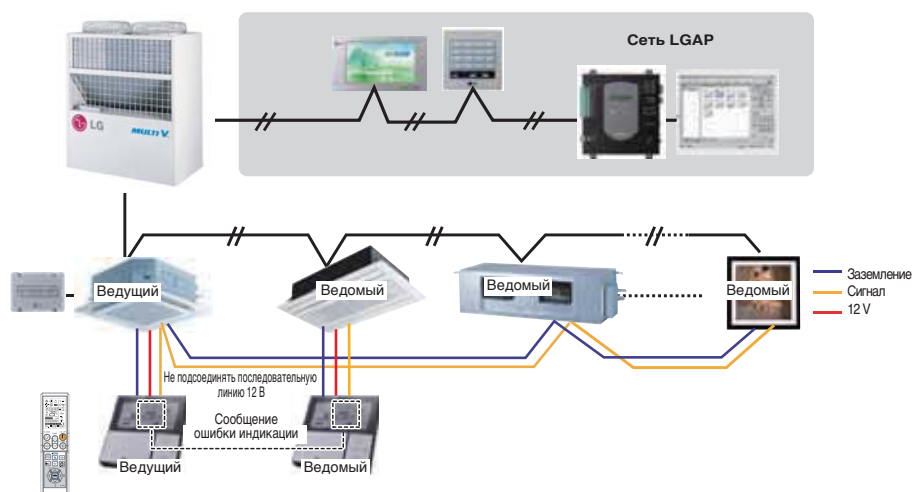 Сеть LGAP
LG
MULTI V.
Ведущий
Ведомый
Ведомый
Ведомый
Заземление
Сигнал
12 V
Не подсоединять последовательную
линию 12 В
Сообщение
ошибки индикации
Ведущий
Ведомый